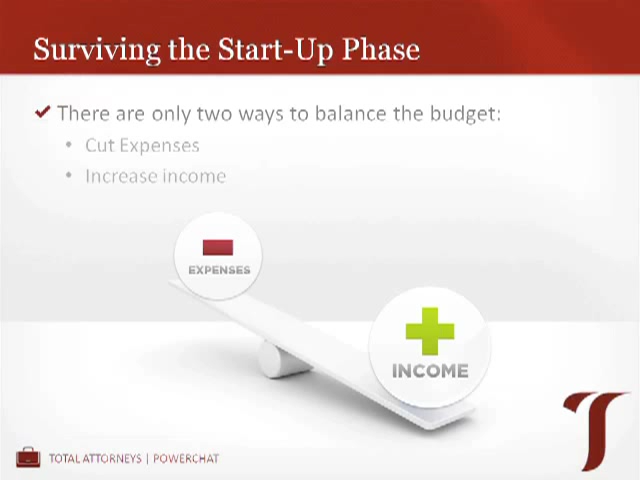 Surviving the Start-Up Phase
There are only two ways to balance the budget:
• Cut Expenses
• Increase income
EXPENSES
INCOME
TOTAL ATTORNEYS | POWERCHAT